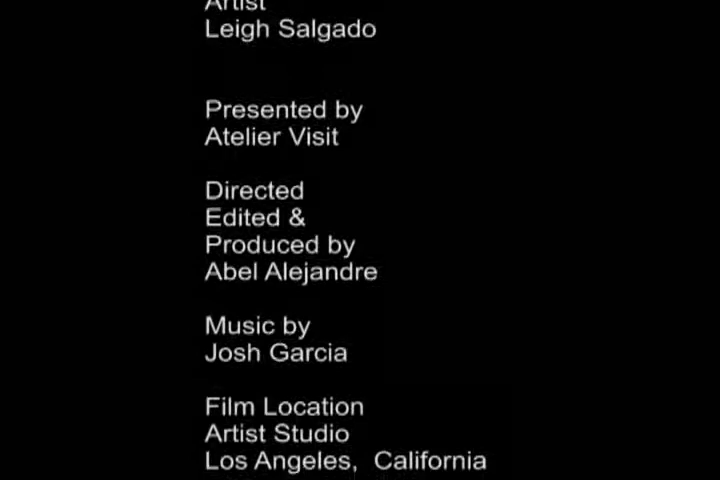 Artist
Leigh Salgado
Presented by
Atelier Visit
Directed
Edited &
Produced by
Abel Alejandre
Music by
Josh Garcia
Film Location
Artist Studio
Los Angeles,  California